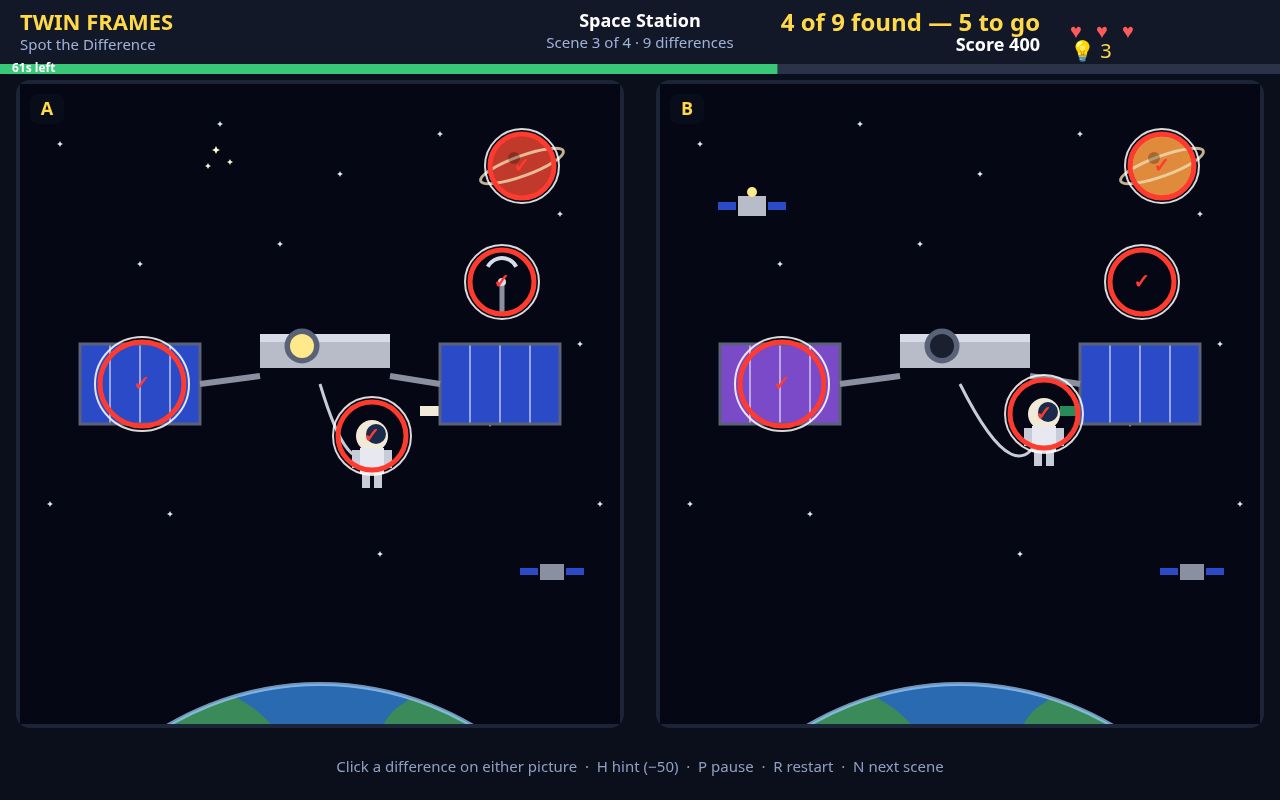 TWIN FRAMES
Spot the Difference
Space Station
Scene 3 of 4 · 9 differences
4 of 9 found — 5 to go
Score 400
3
61s left
A
B
Click a difference on either picture · H hint (−50) · P pause · R restart · N next scene